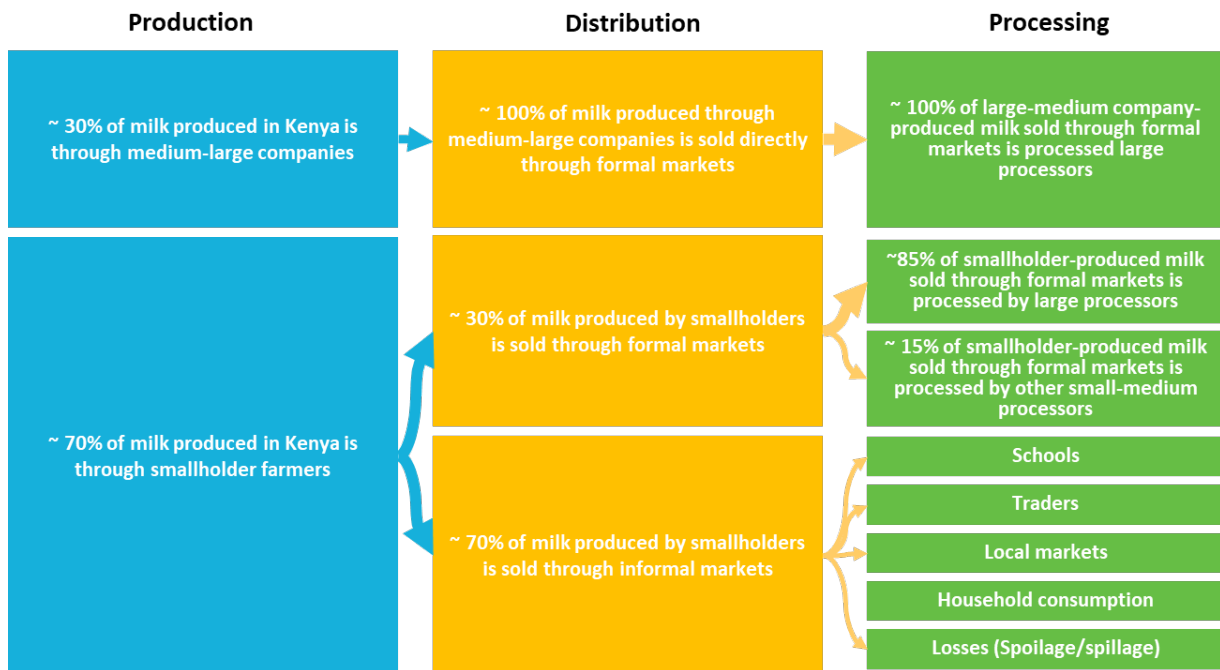 Production
Distribution
Processing
~ 30% of milk produced in Kenya is
through medium-large companies
~ 100% of milk produced through
medium-large companies is sold directly
through formal markets
~ 100% of large-medium company-
produced milk sold through formal
markets is processed large
processors
~ 70% of milk produced in Kenya is
through smallholder farmers
~ 30% of milk produced by smallholders
is sold through formal markets
~85% of smallholder-produced milk
sold through formal markets is
processed by large processors
~ 15% of smallholder-produced milk
sold through formal markets is
processed by other small-medium
processors
~ 70% of milk produced by smallholders
is sold through informal markets
Schools
Traders
Local markets
Household consumption
Losses (Spoilage/spillage)